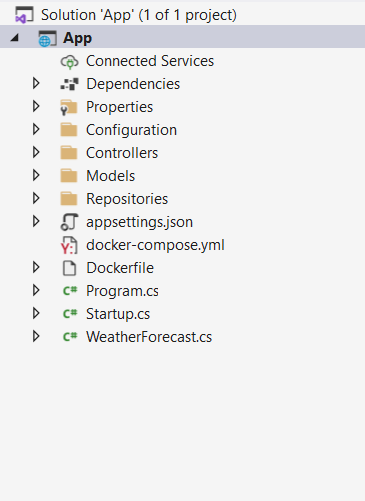 Solution 'App' (1 of 1 project)
App
Connected Services
Dependencies
Properties
Configuration
Controllers
Models
Repositories
appsettings.json
Y: docker-compose.yml
Dockerfile
C# Program.cs
C# Startup.cs
C# WeatherForecast.cs